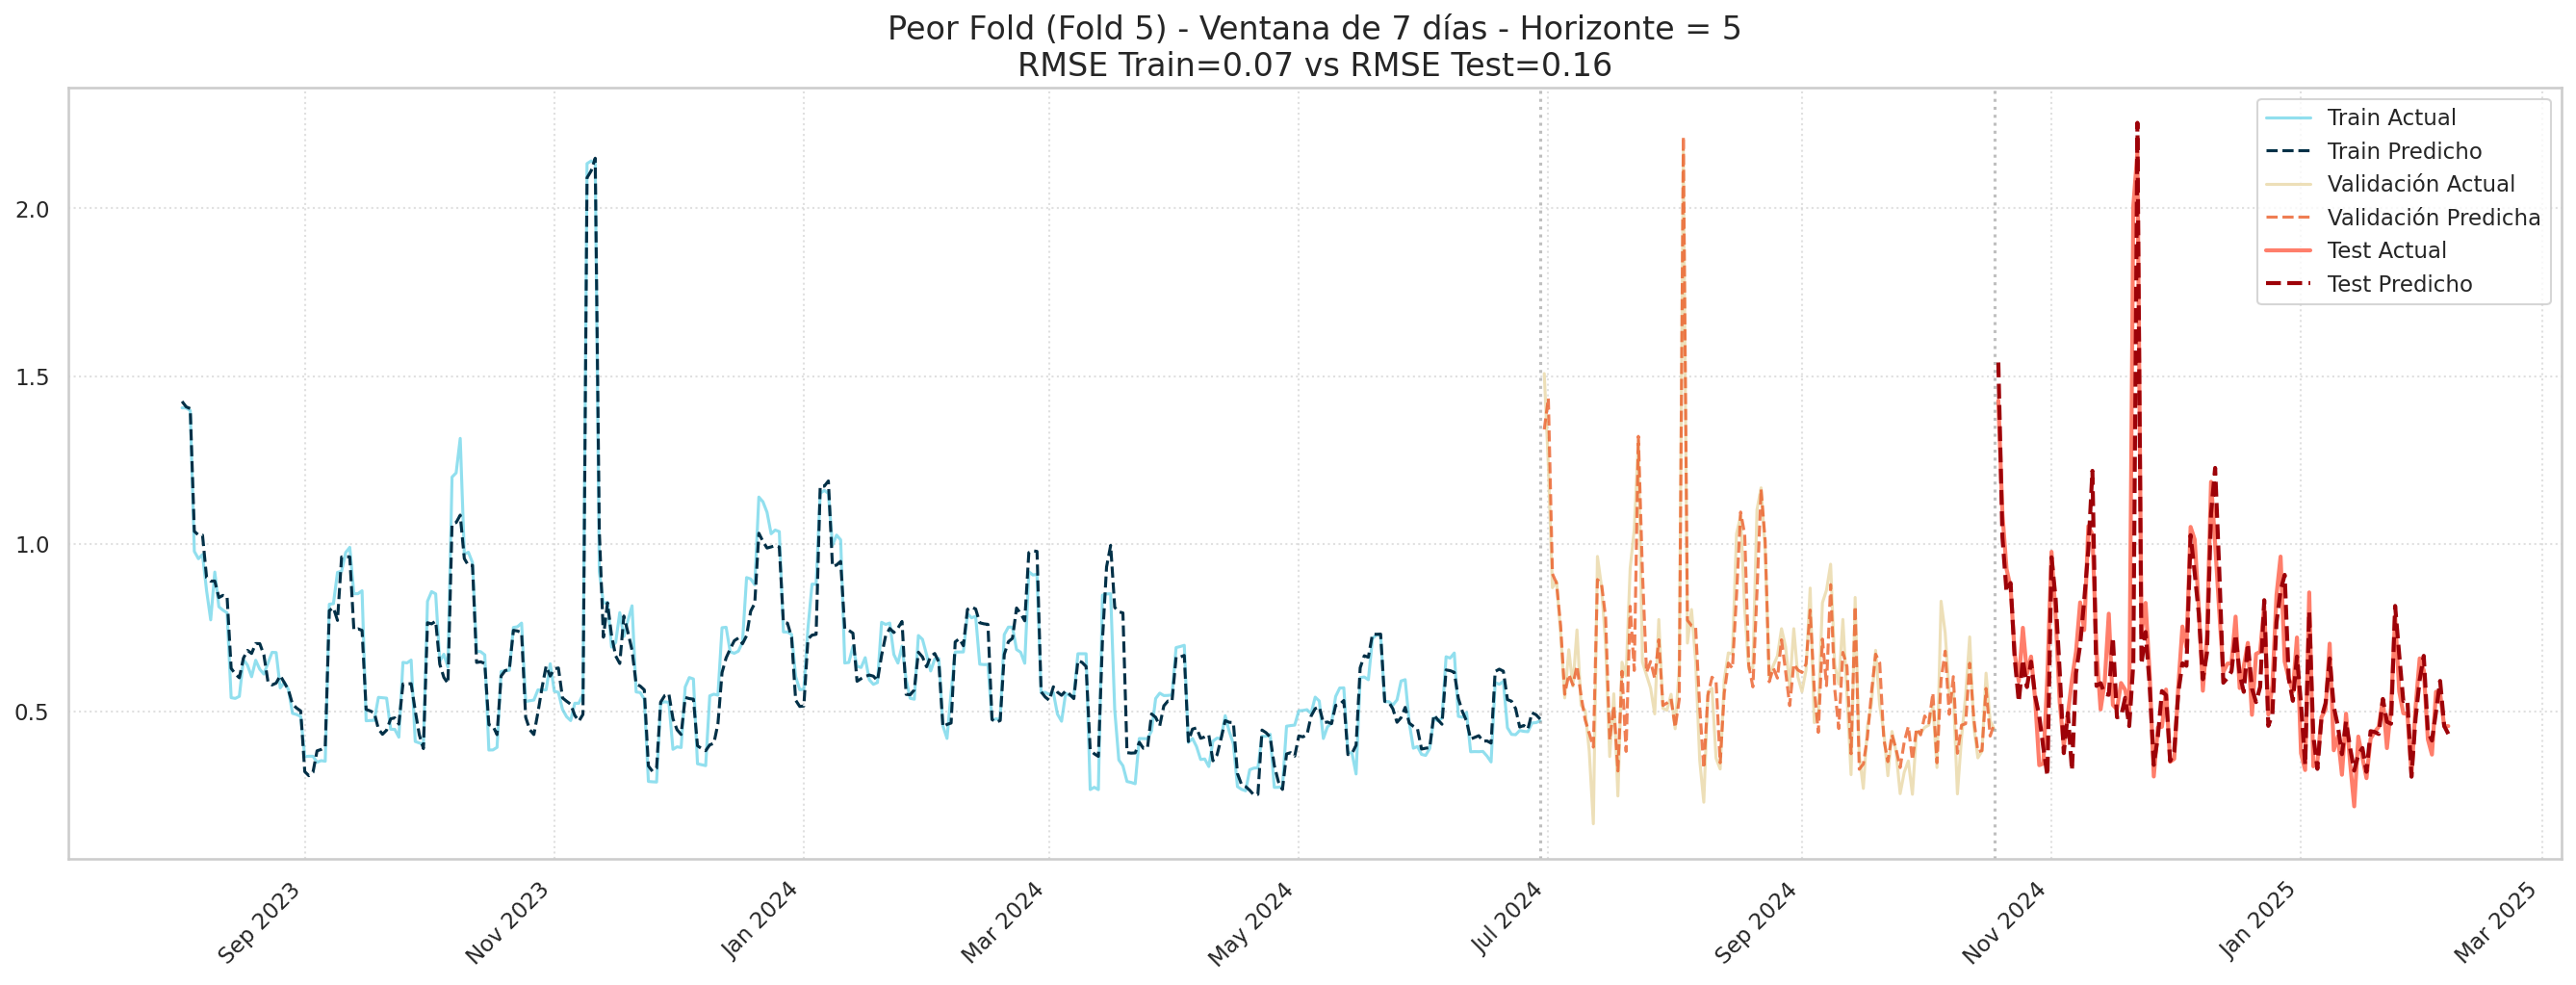 Peor Fold (Fold 5) - Ventana de 7 días - Horizonte = 5
RMSE Train=0.07 vs RMSE Test=0.16
Train Actual
Train Predicho
Validación Actual
Validación Predicha
Test Actual
Test Predicho
2.0
1.5
1.0
0.5
Sep 2023
Nov 2023
Jan 2024
Mar 2024
May 2024
Jul 2024
Sep 2024
Nov 2024
Jan 2025
Mar 2025